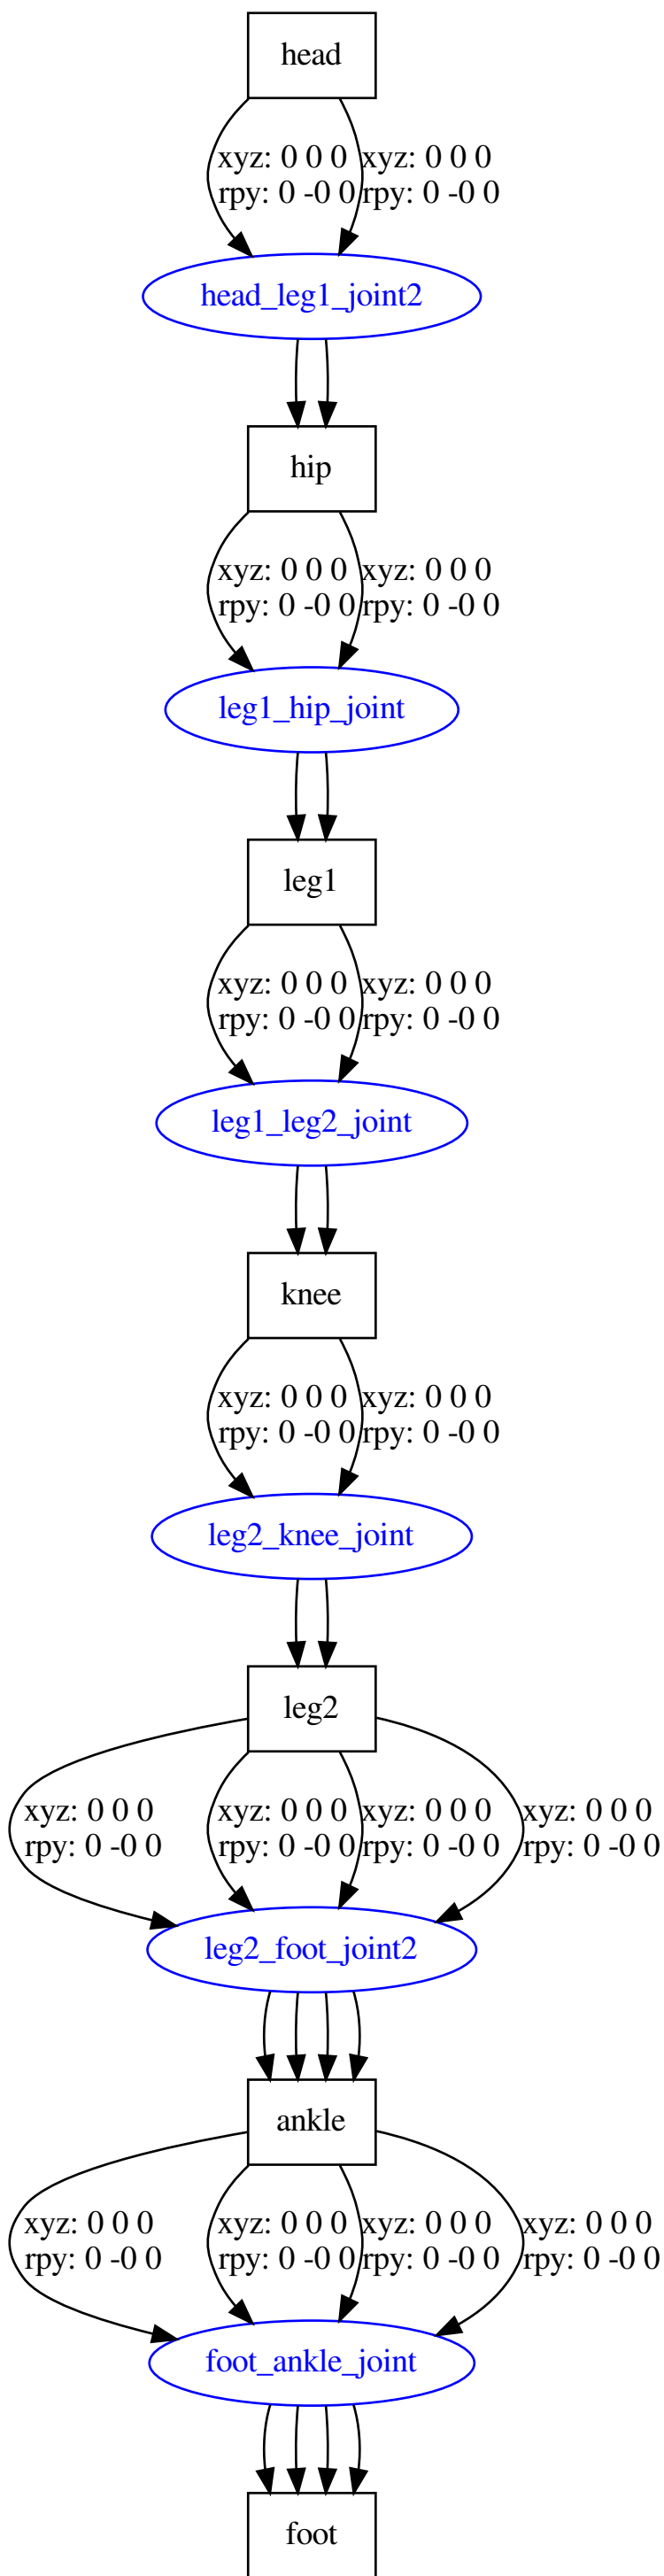 head
xyz: 0 0 0 xyz: 0 0 0
rpy: 0 -0 0 rpy: 0 -0 0
head_leg1_joint2
hip
xyz: 0 0 0 xyz: 0 0 0
rpy: 0 -0 0 rpy: 0 -0 0
leg1_hip_joint
leg1
xyz: 0 0 0 xyz: 0 0 0
rpy: 0 -0 0 rpy: 0 -0 0
leg1_leg2_joint
knee
xyz: 0 0 0 xyz: 0 0 0
rpy: 0 -0 0 rpy: 0 -0 0
leg2_knee_joint
leg2
xyz: 0 0 0 xyz: 0 0 0 xyz: 0 0 0 xyz: 0 0 0
rpy: 0 -0 0 rpy: 0 -0 0 rpy: 0 -0 0 rpy: 0 -0 0
leg2_foot_joint2
ankle
xyz: 0 0 0 xyz: 0 0 0 xyz: 0 0 0 xyz: 0 0 0
rpy: 0 -0 0 rpy: 0 -0 0 rpy: 0 -0 0 rpy: 0 -0 0
foot_ankle_joint
foot